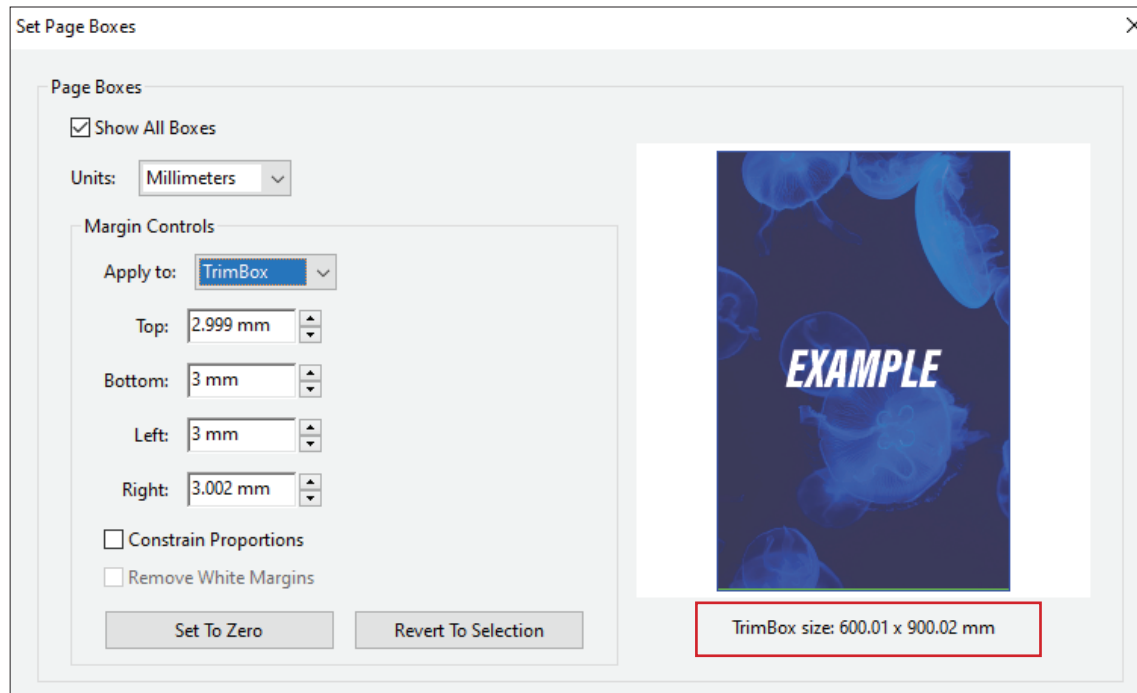 Set Page Boxes
Page Boxes
Show All Boxes
Units: Millimeters
Margin Controls
Apply to: TrimBox
Top: 2.999 mm
Bottom: 3 mm
Left: 3 mm
Right: 3.002 mm
Constrain Proportions
Remove White Margins
Set To Zero Revert To Selection
EXAMPLE
TrimBox size: 600.01 x 900.02 mm